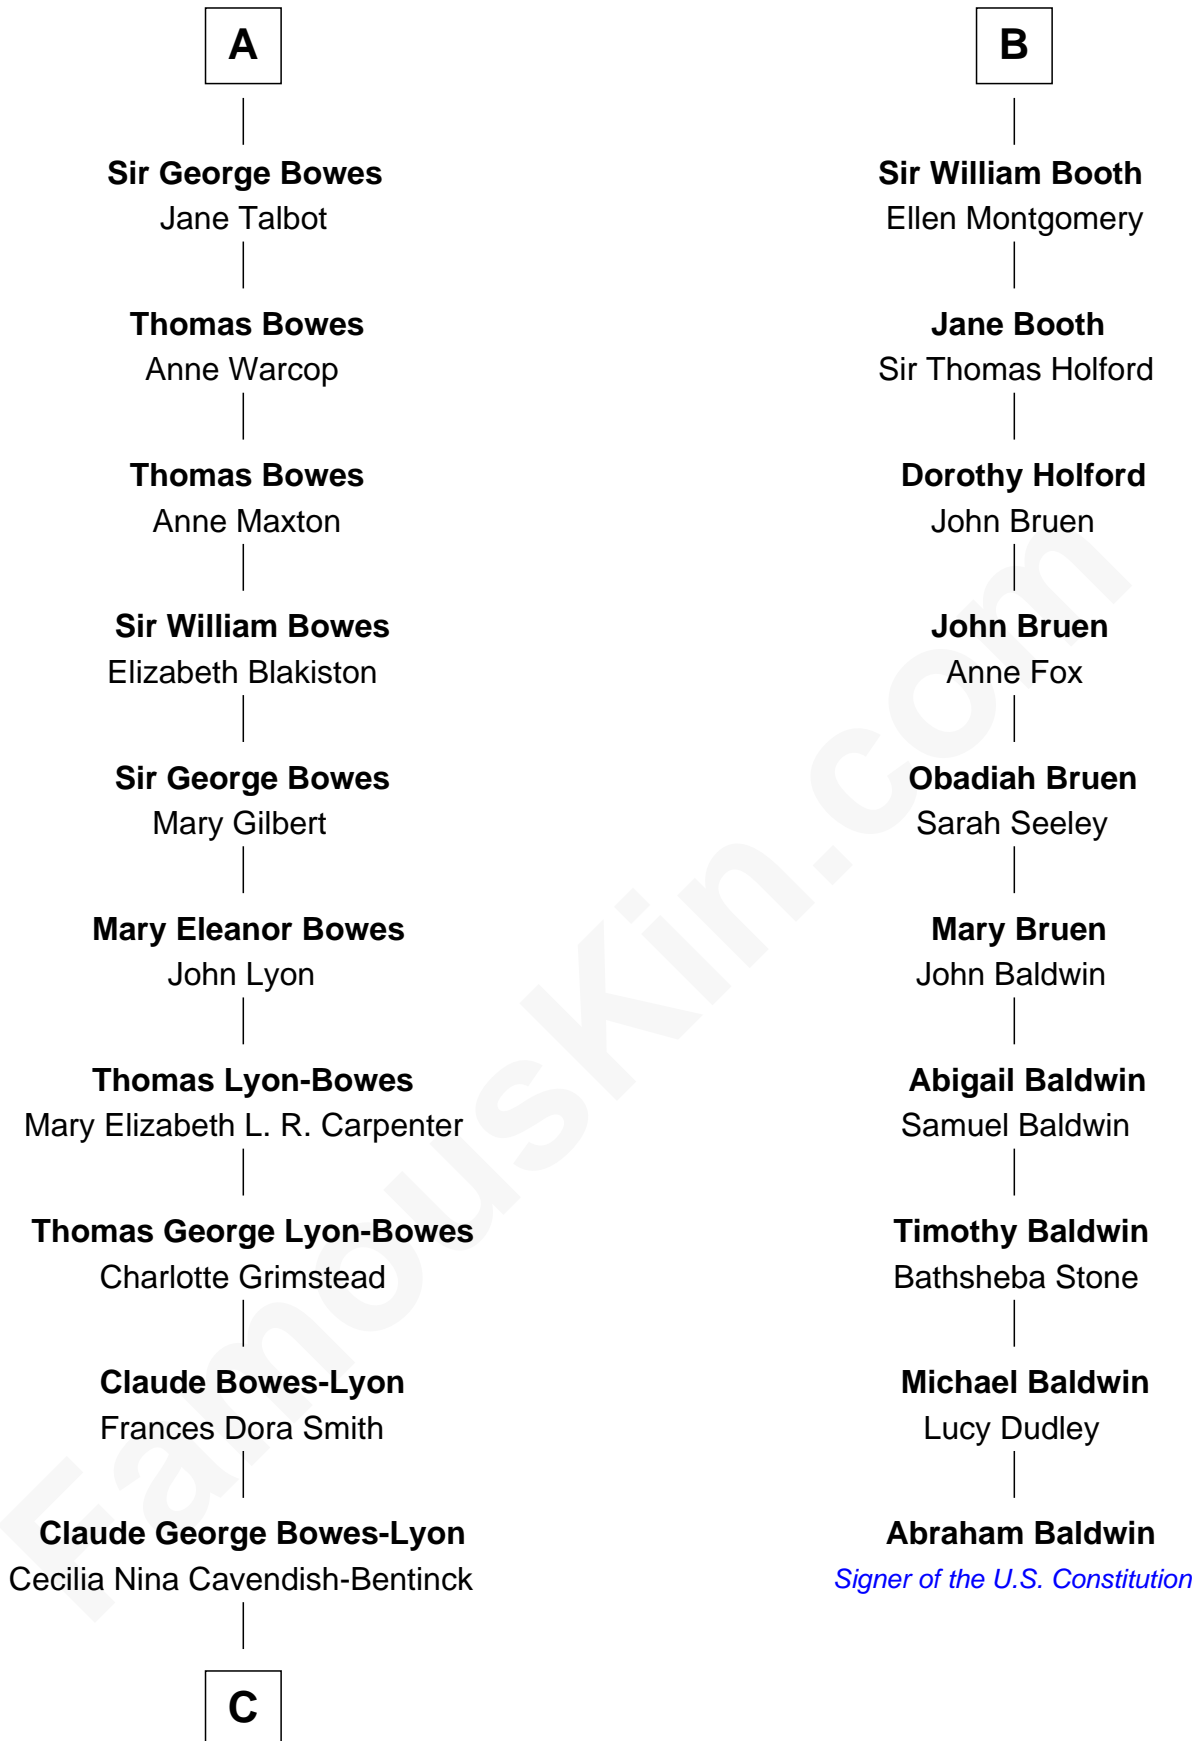 A
Sir George Bowes
Jane Talbot
Thomas Bowes
Anne Warcop
Thomas Bowes
Anne Maxton
Sir William Bowes
Elizabeth Blakiston
Sir George Bowes
Mary Gilbert
Mary Eleanor Bowes
John Lyon
Thomas Lyon-Bowes
Mary Elizabeth L. R. Carpenter
Thomas George Lyon-Bowes
Charlotte Grimstead
Claude Bowes-Lyon
Frances Dora Smith
Claude George Bowes-Lyon
Cecilia Nina Cavendish-Bentinck
C
B
Sir William Booth
Ellen Montgomery
Jane Booth
Sir Thomas Holford
Dorothy Holford
John Bruen
John Bruen
Anne Fox
Obadiah Bruen
Sarah Seeley
Mary Bruen
John Baldwin
Abigail Baldwin
Samuel Baldwin
Timothy Baldwin
Bathsheba Stone
Michael Baldwin
Lucy Dudley
Abraham Baldwin
Signer of the U.S. Constitution
FamousKin.com